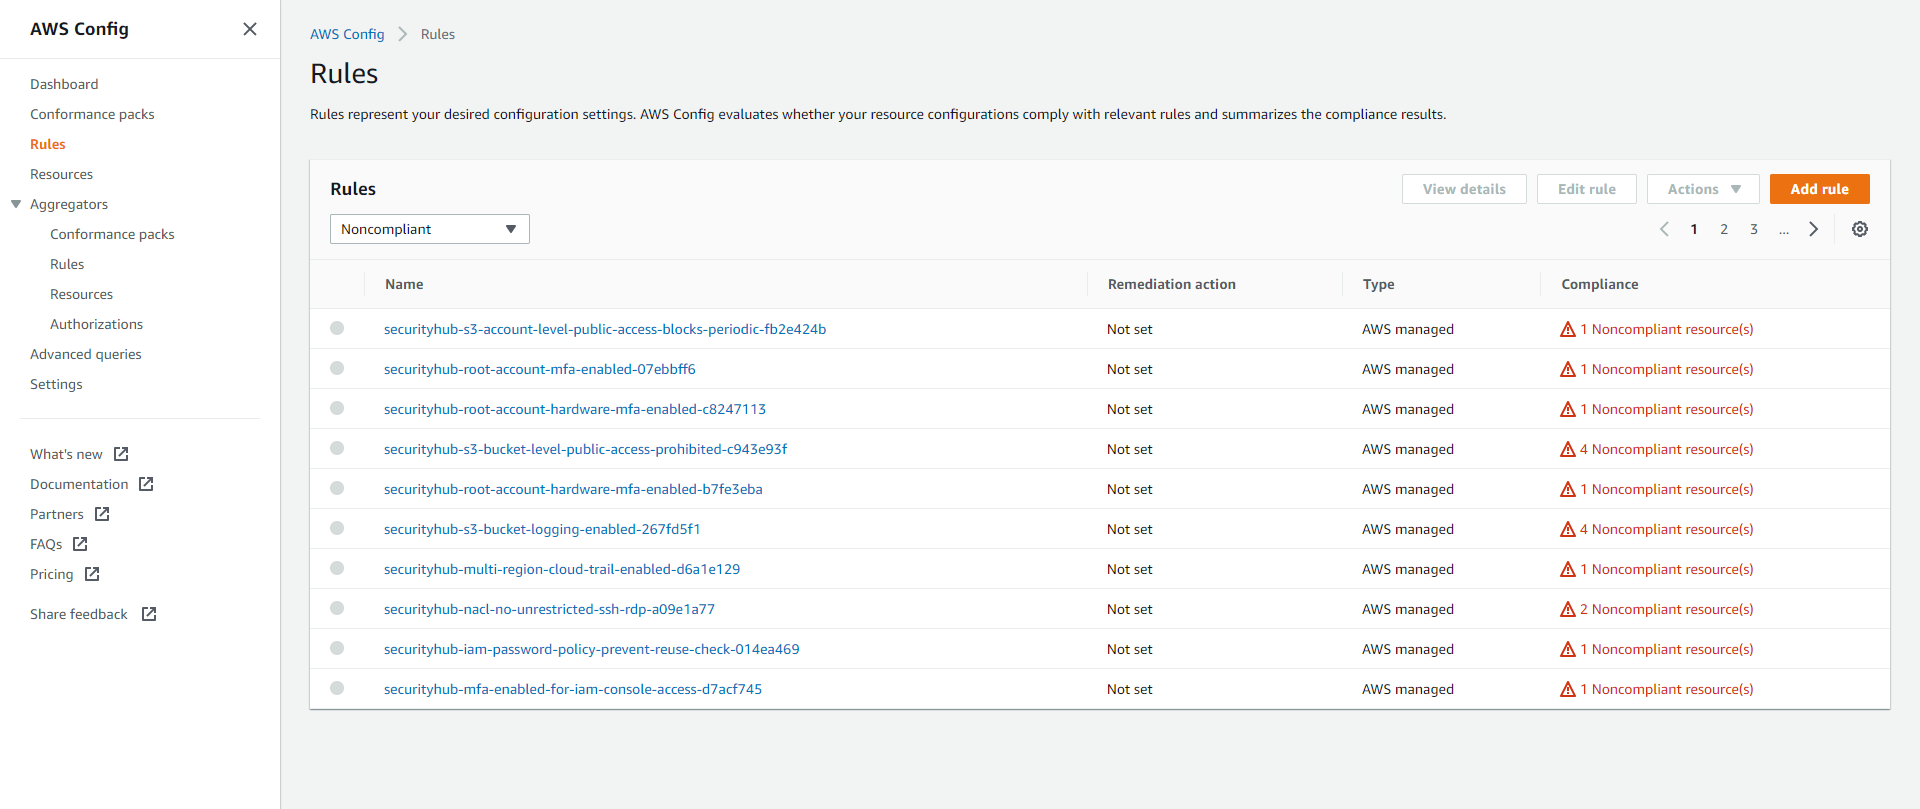 AWS Config
Dashboard
Conformance packs
Rules
Resources
Aggregators
Conformance packs
Rules
Resources
Authorizations
Advanced queries
Settings
What's new
Documentation
Partners
FAQs
Pricing
Share feedback
AWS Config Rules
Rules
Rules represent your desired configuration settings. AWS Config evaluates whether your resource configurations comply with relevant rules and summarizes the compliance results.
Rules View details Edit rule Actions Add rule
Noncompliant 1 2 3 ...
Name Remediation action Type Compliance
securityhub-s3-account-level-public-access-blocks-periodic-fb2e424b Not set AWS managed 1 Noncompliant resource(s)
securityhub-root-account-mfa-enabled-07ebbff6 Not set AWS managed 1 Noncompliant resource(s)
securityhub-root-account-hardware-mfa-enabled-c8247113 Not set AWS managed 1 Noncompliant resource(s)
securityhub-s3-bucket-level-public-access-prohibited-c943e93f Not set AWS managed 4 Noncompliant resource(s)
securityhub-root-account-hardware-mfa-enabled-b7fe3eba Not set AWS managed 1 Noncompliant resource(s)
securityhub-s3-bucket-logging-enabled-267fd5f1 Not set AWS managed 4 Noncompliant resource(s)
securityhub-multi-region-cloud-trail-enabled-d6a1e129 Not set AWS managed 1 Noncompliant resource(s)
securityhub-nacl-no-unrestricted-ssh-rdp-a09e1a77 Not set AWS managed 2 Noncompliant resource(s)
securityhub-iam-password-policy-prevent-reuse-check-014ea469 Not set AWS managed 1 Noncompliant resource(s)
securityhub-mfa-enabled-for-iam-console-access-d7acf745 Not set AWS managed 1 Noncompliant resource(s)